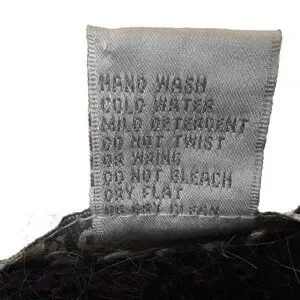 HAND WASH
COLD WATER
MILD DETERGENT
DO NOT TWIST
OR WRING
DO NOT BLEACH
DRY FLAT
OR DRY CLEAN